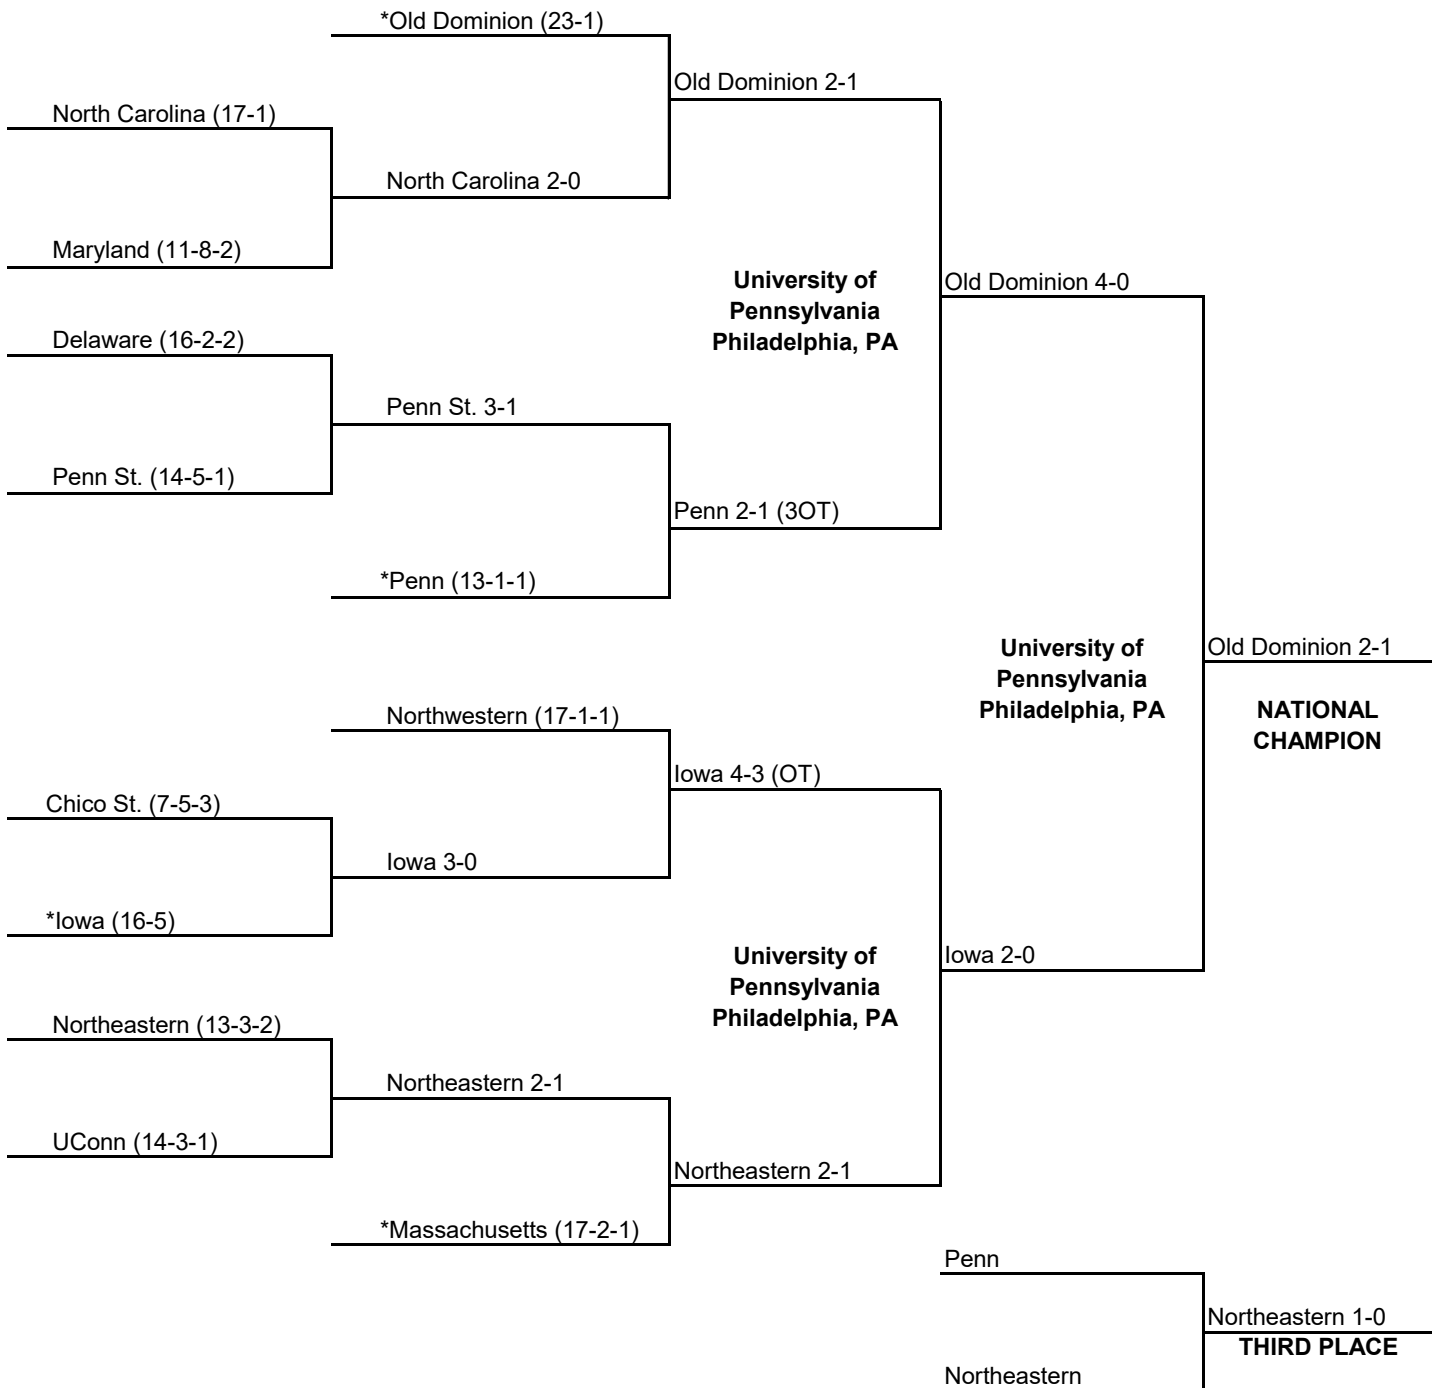 *Old Dominion (23-1)
Old Dominion 2-1
North Carolina (17-1)
North Carolina 2-0
Maryland (11-8-2)
University of
Pennsylvania
Philadelphia, PA
Old Dominion 4-0
Delaware (16-2-2)
Penn St. 3-1
Penn St. (14-5-1)
Penn 2-1 (3OT)
*Penn (13-1-1)
University of
Pennsylvania
Philadelphia, PA
Old Dominion 2-1
NATIONAL
CHAMPION
Northwestern (17-1-1)
Iowa 4-3 (OT)
Chico St. (7-5-3)
Iowa 3-0
*Iowa (16-5)
University of
Pennsylvania
Philadelphia, PA
Iowa 2-0
Northeastern (13-3-2)
Northeastern 2-1
UConn (14-3-1)
Northeastern 2-1
*Massachusetts (17-2-1)
Penn
Northeastern 1-0
THIRD PLACE
Northeastern